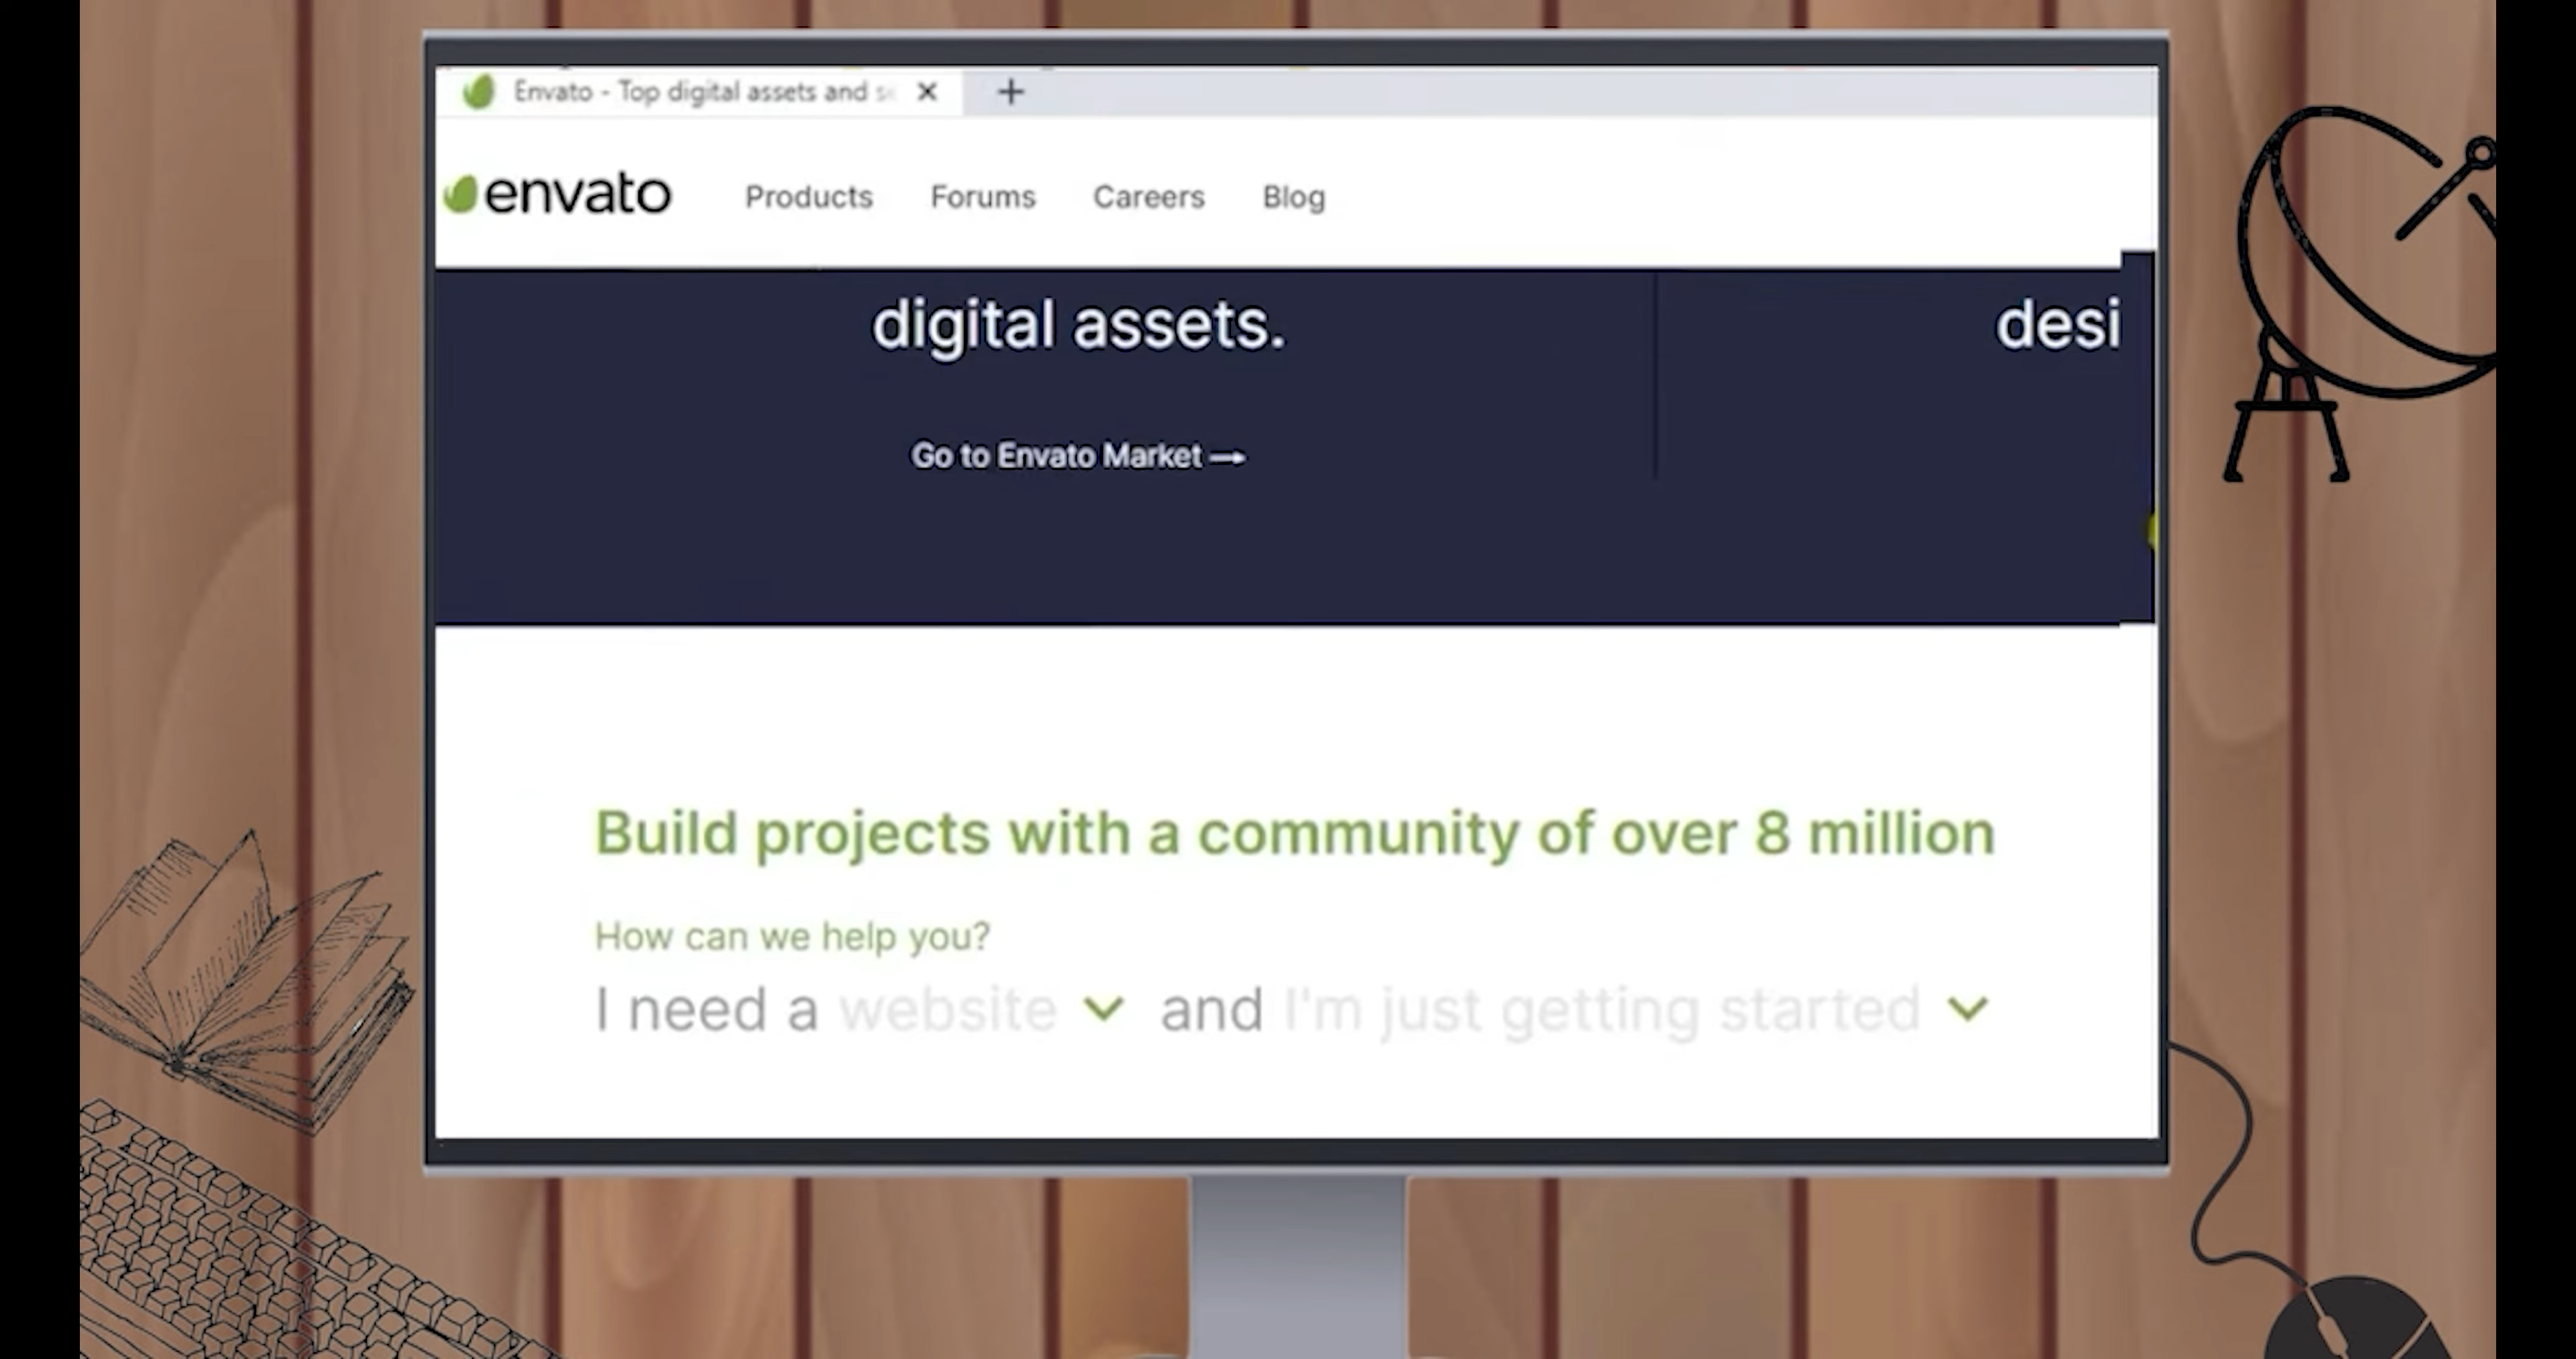 Envato - Top digital assets and
envato
Products Forums Careers Blog
digital assets.
desi
Go to Envato Market →
Build projects with a community of over 8 million
How can we help you?
I need a website and I'm just getting started